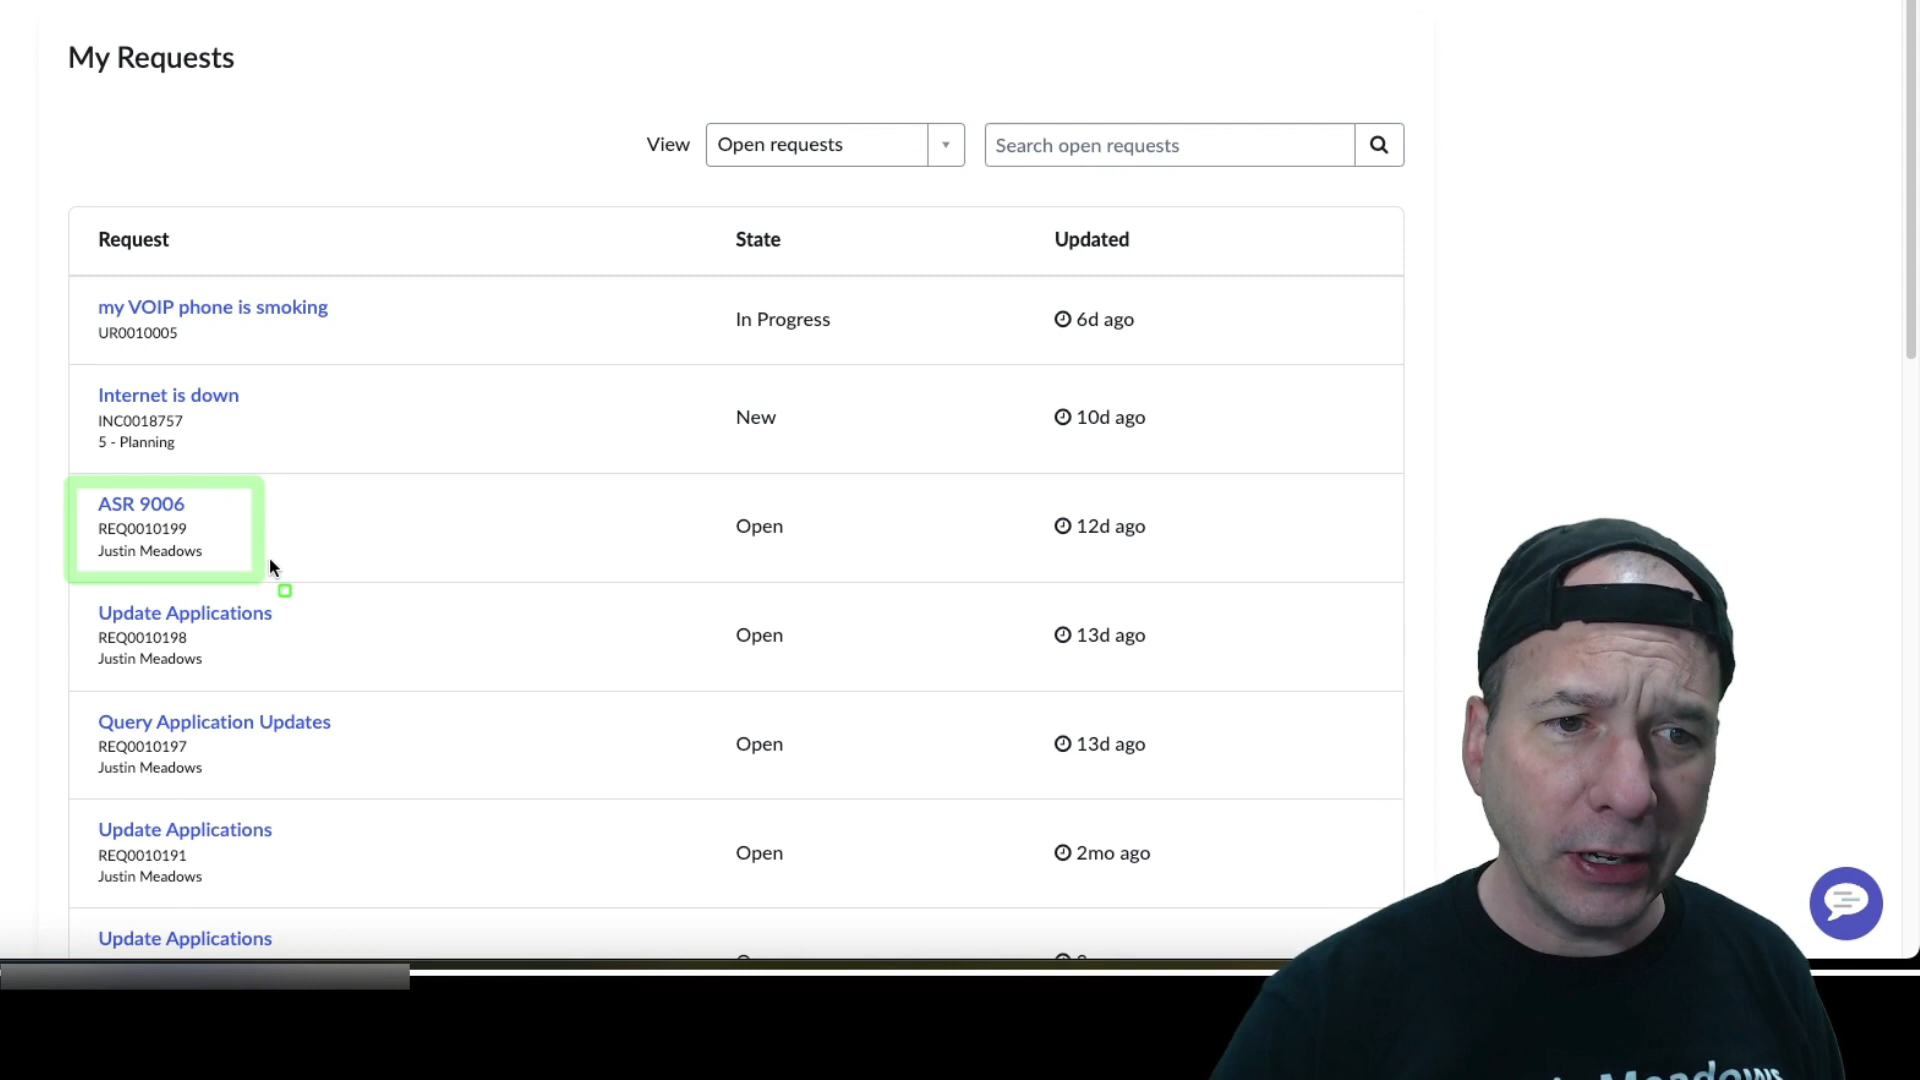 My Requests
View Open requests Search open requests
Request State Updated
my VOIP phone is smoking
UR0010005
In Progress 6d ago
Internet is down
INC0018757
5 - Planning
New 10d ago
ASR 9006
REQ0010199
Justin Meadows
Open 12d ago
Update Applications
REQ0010198
Justin Meadows
Open 13d ago
Query Application Updates
REQ0010197
Justin Meadows
Open 13d ago
Update Applications
REQ0010191
Justin Meadows
Open 2mo ago
Update Applications